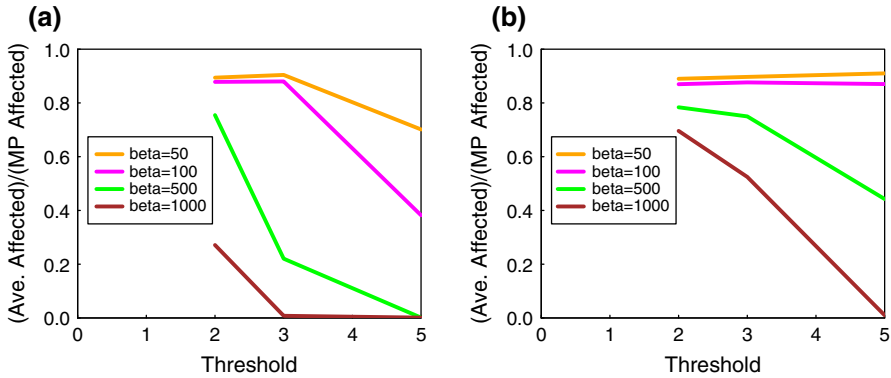 (a)
(Ave. Affected)/(MP Affected)
1.0
0.8
0.6
0.4
0.2
0.0
beta=50
beta=100
beta=500
beta=1000
0 1 2 3 4 5
Threshold
(b)
(Ave. Affected)/(MP Affected)
1.0
0.8
0.6
0.4
0.2
0.0
beta=50
beta=100
beta=500
beta=1000
0 1 2 3 4 5
Threshold